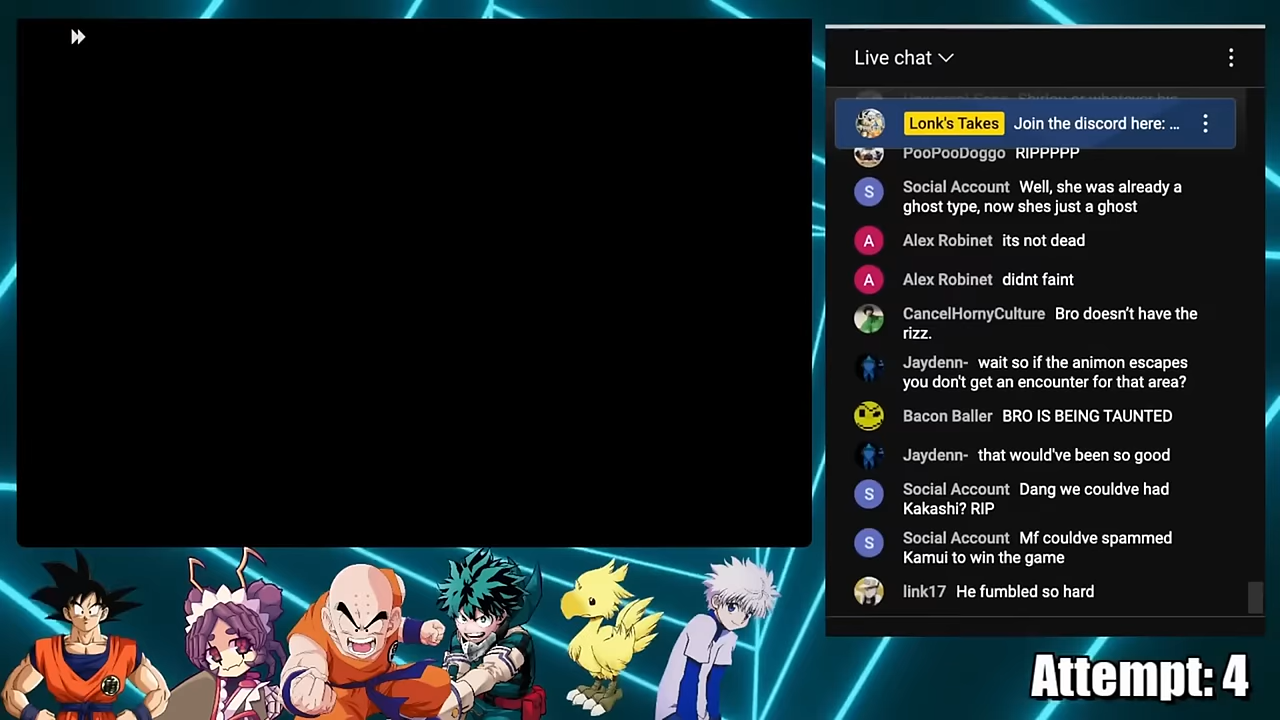 Live chat
Lonk's Takes Join the discord here: ...
PooPooDoggo RIPPPPP
Social Account Well, she was already a
ghost type, now shes just a ghost
Alex Robinet its not dead
Alex Robinet didnt faint
CancelHornyCulture Bro doesn’t have the
rizz.
Jaydenn- wait so if the animon escapes
you don't get an encounter for that area?
Bacon Baller BRO IS BEING TAUNTED
Jaydenn- that would've been so good
Social Account Dang we couldve had
Kakashi? RIP
Social Account Mf couldve spammed
Kamui to win the game
link17 He fumbled so hard
Attempt: 4